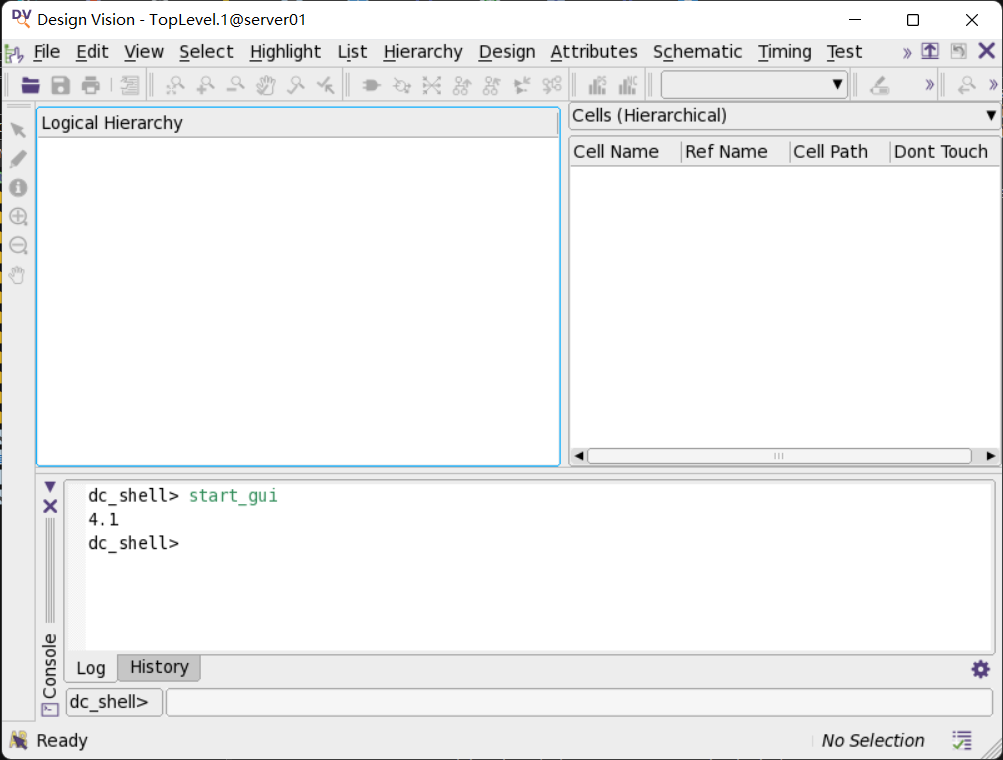 Design Vision - TopLevel.1@server01
File Edit View Select Highlight List Hierarchy Design Attributes Schematic Timing Test
Logical Hierarchy
Cells (Hierarchical)
Cell Name Ref Name Cell Path Dont Touch
dc_shell> start_gui
4.1
dc_shell>
Console
Log History
dc_shell>
Ready
No Selection